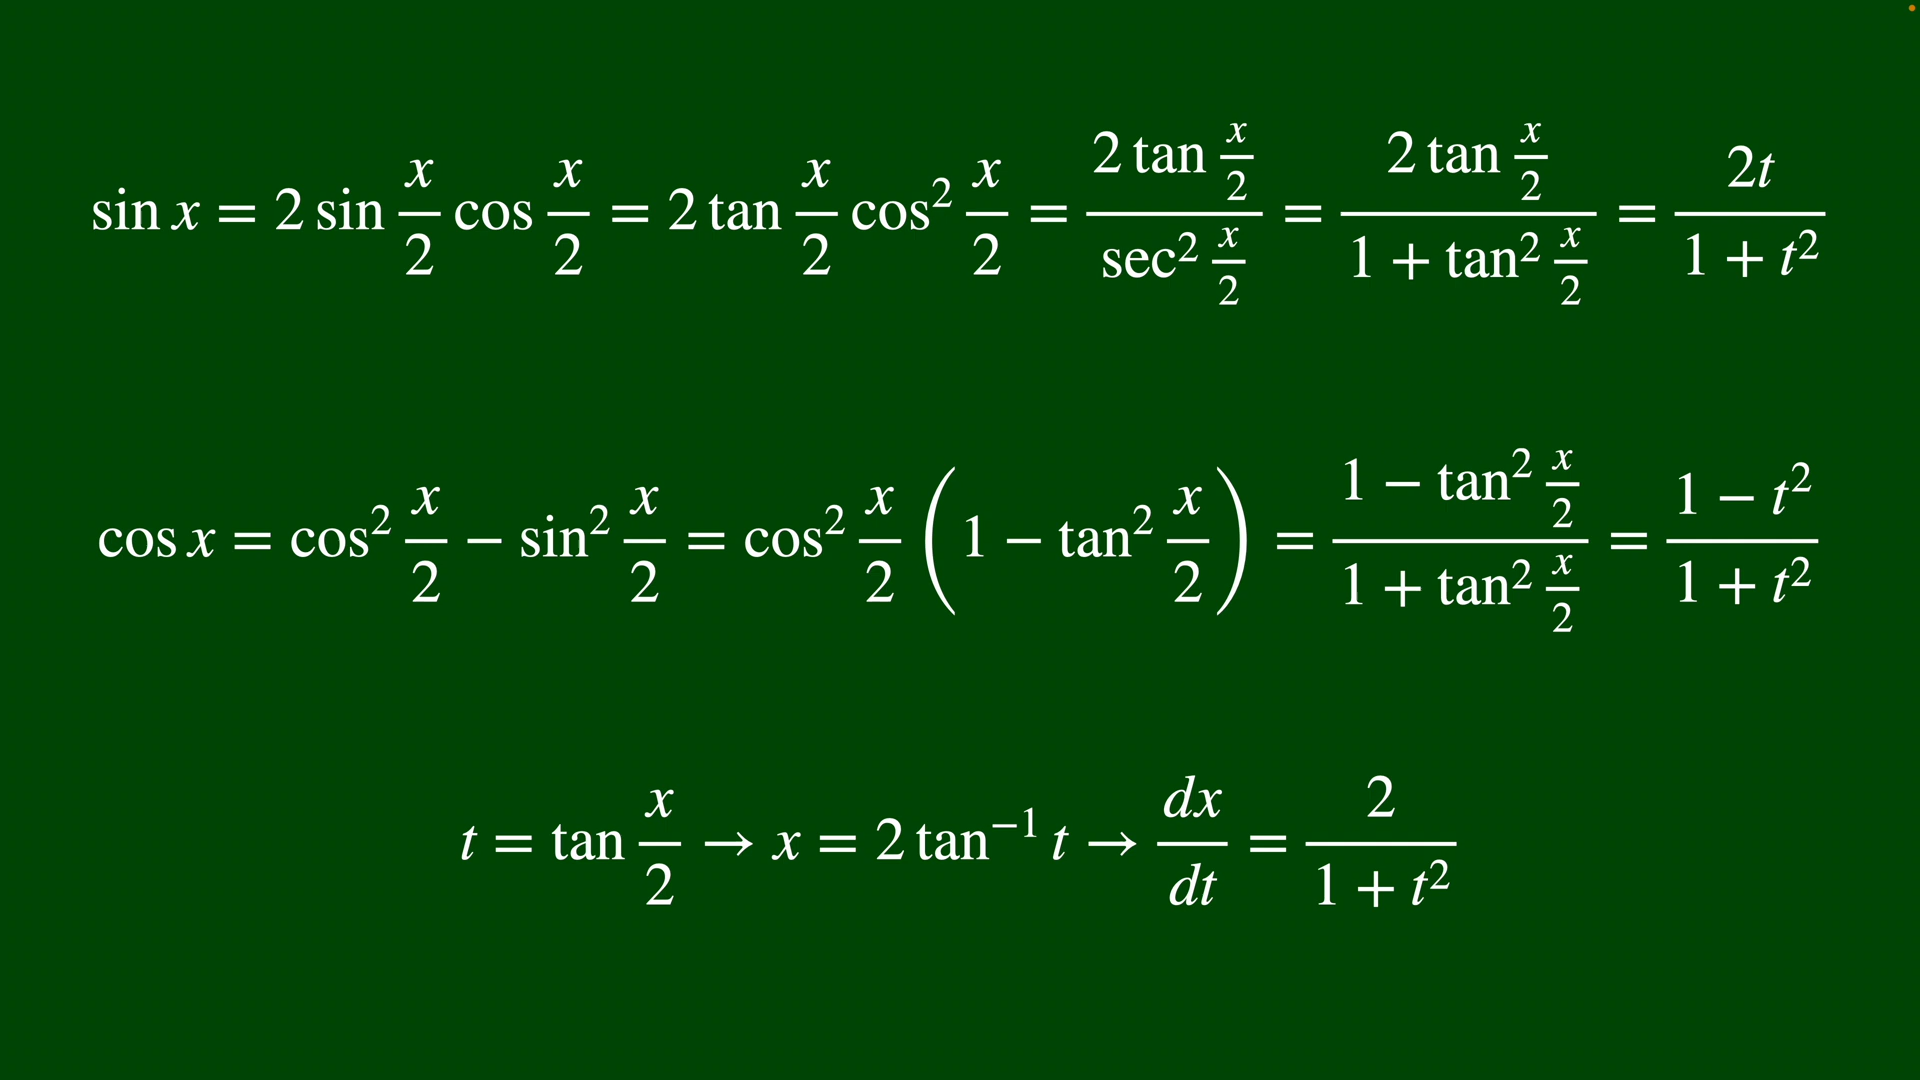 sin x = 2 sin x/2 cos x/2 = 2 tan x/2 cos² x/2 = (2 tan x/2)/(sec² x/2) = (2 tan x/2)/(1 + tan² x/2) = 2t/(1 + t²)
cos x = cos² x/2 − sin² x/2 = cos² x/2 (1 − tan² x/2) = (1 − tan² x/2)/(1 + tan² x/2) = (1 − t²)/(1 + t²)
t = tan x/2 → x = 2 tan⁻¹ t → dx/dt = 2/(1 + t²)